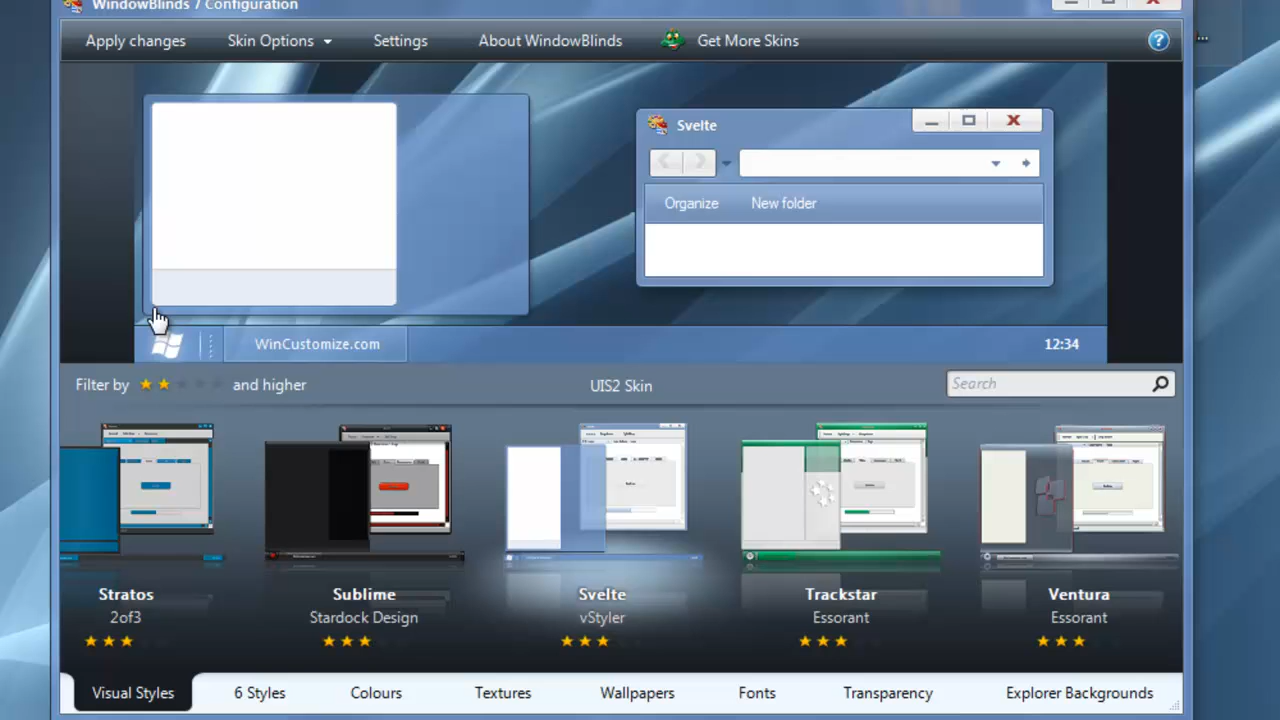 WindowBlinds 7 Configuration
Apply changes
Skin Options
Settings
About WindowBlinds
Get More Skins
Svelte
Organize
New folder
WinCustomize.com
12:34
Filter by
and higher
UIS2 Skin
Search
Stratos
2of3
Sublime
Stardock Design
Svelte
vStyler
Trackstar
Essorant
Ventura
Essorant
Visual Styles
6 Styles
Colours
Textures
Wallpapers
Fonts
Transparency
Explorer Backgrounds